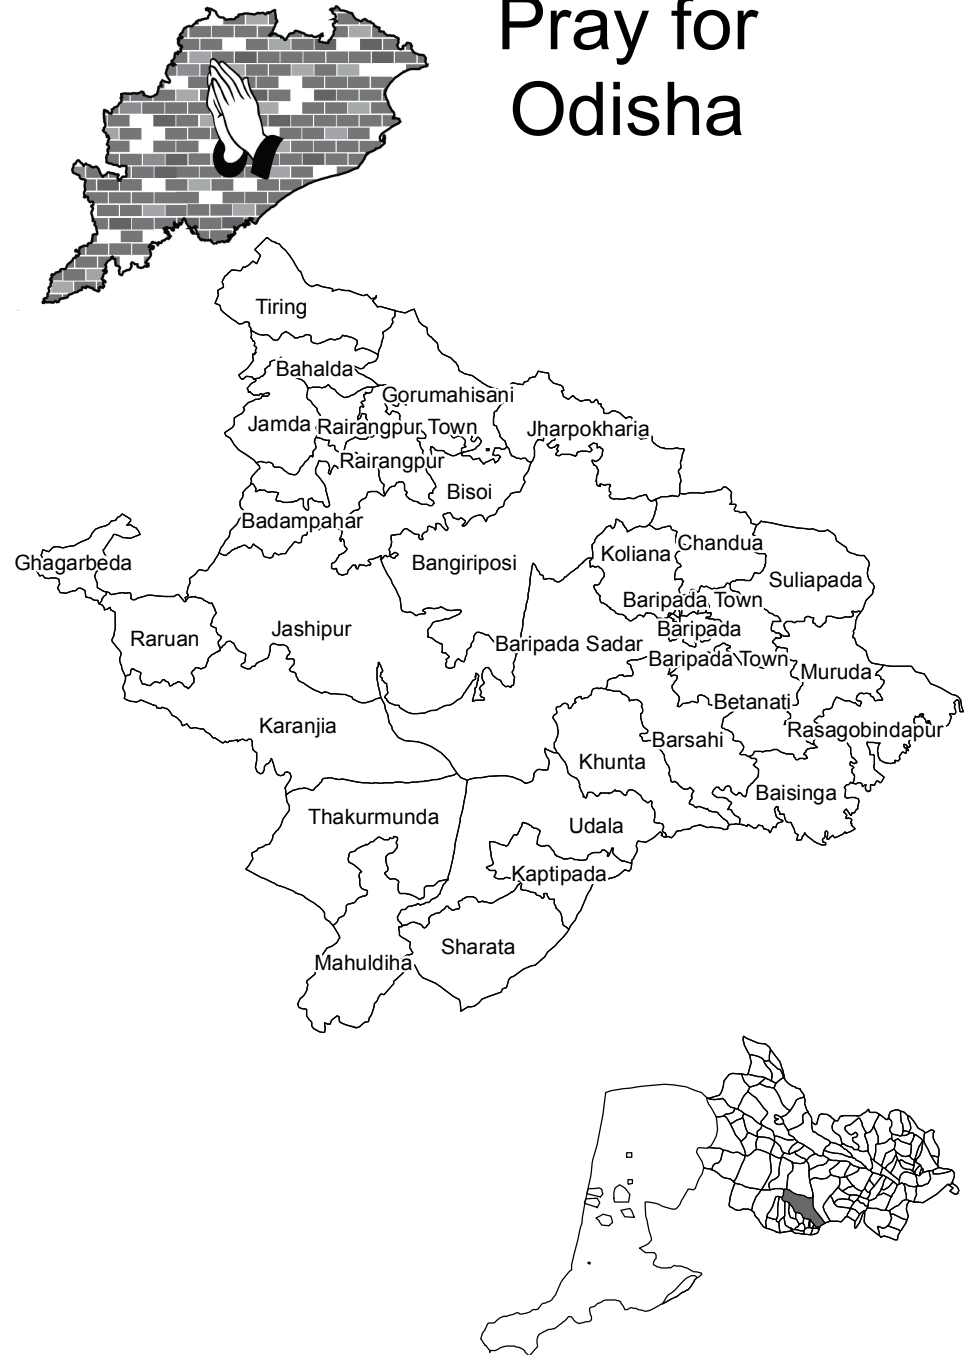 Pray for
Odisha
Tiring
Bahalda
Gorumahisani
Jamda
Rairangpur Town
Jharpokharia
Rairangpur
Bisoi
Badampahar
Ghagarbeda
Bangiriposi
Koliana
Chandua
Suliapada
Baripada Town
Raruan
Jashipur
Baripada Sadar
Baripada
Baripada Town
Muruda
Betanati
Karanjia
Barsahi
Rasagobindapur
Khunta
Baisinga
Thakurmunda
Udala
Kaptipada
Sharata
Mahuldiha